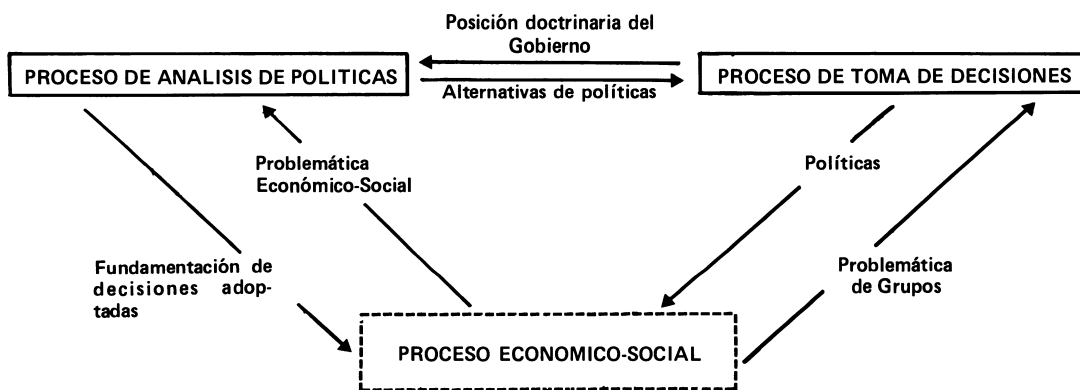 Posición doctrinaria del
Gobierno
PROCESO DE ANALISIS DE POLITICAS
PROCESO DE TOMA DE DECISIONES
Alternativas de políticas
Problemática
Económico-Social
Políticas
Fundamentación de
decisiones adop-
tadas
Problemática
de Grupos
PROCESO ECONOMICO-SOCIAL